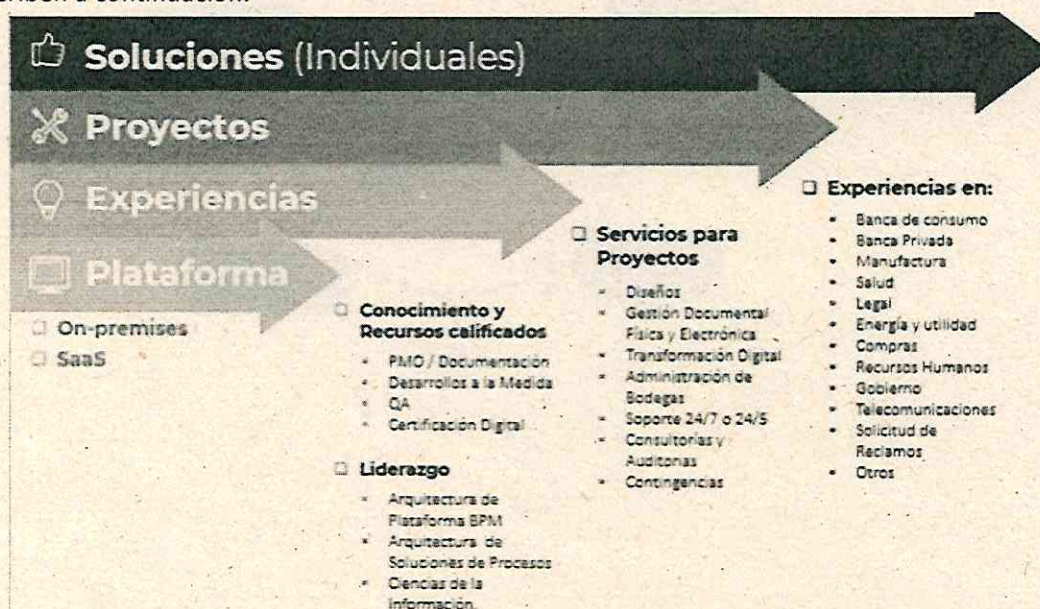 criben a continuación:
Soluciones (Individuales)
Proyectos
Experiencias
Plataforma
On-premises
SaaS
Conocimiento y
Recursos calificados
PMO / Documentación
Desarrollos a la Medida
QA
Certificación Digital
Liderazgo
Arquitectura de
Plataforma BPM
Arquitectura de
Soluciones de Procesos
Ciencias de la
Información.
Servicios para
Proyectos
Diseños
Gestión Documental
Física y Electrónica
Transformación Digital
Administración de
Bodegas
Soporte 24/7 o 24/5
Consultorías y
Auditorias
Contingencias
Experiencias en:
Banca de consumo
Banca Privada
Manufactura
Salud
Legal
Energía y utilidad
Compras
Recursos Humanos
Gobierno
Telecomunicaciones
Solicitud de
Reclamos
Otros